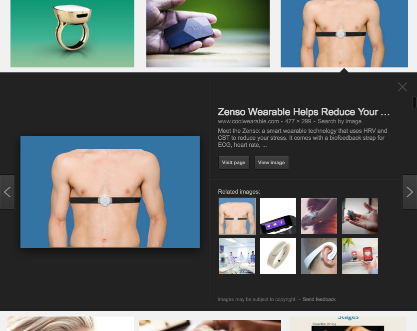 Zenso Wearable Helps Reduce Your ...
www.coolwearable.com - 477 × 299 - Search by image
Meet the Zenso: a smart wearable technology that uses HRV and
CBT to reduce your stress. It comes with a biofeedback strap for
ECG, heart rate, ...
Visit page
View image
Related images:
Images may be subject to copyright. - Send feedback
Stages